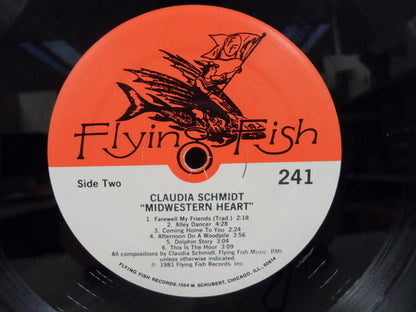 Flying Fish
Side Two
241
CLAUDIA SCHMIDT
"MIDWESTERN HEART"
1. Farewell My Friends (Trad.) 2:18
2. Alley Dancer 4:28
3. Coming Home To You 2:24
4. Afternoon On A Woodpile 5:30
5. Dolphin Story 3:04
6. This Is the Hour 3:09
All compositions by Claudia Schmidt, Flying Fish Music, BMI,
unless otherwise indicated.
℗ 1981 Flying Fish Records, Inc.
FLYING FISH RECORDS-1304 W. SCHUBERT, CHICAGO, ILL. 60614